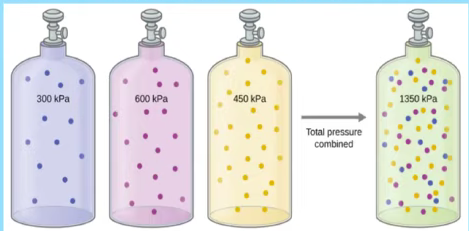 300 kPa
600 kPa
450 kPa
Total pressure
combined
1350 kPa